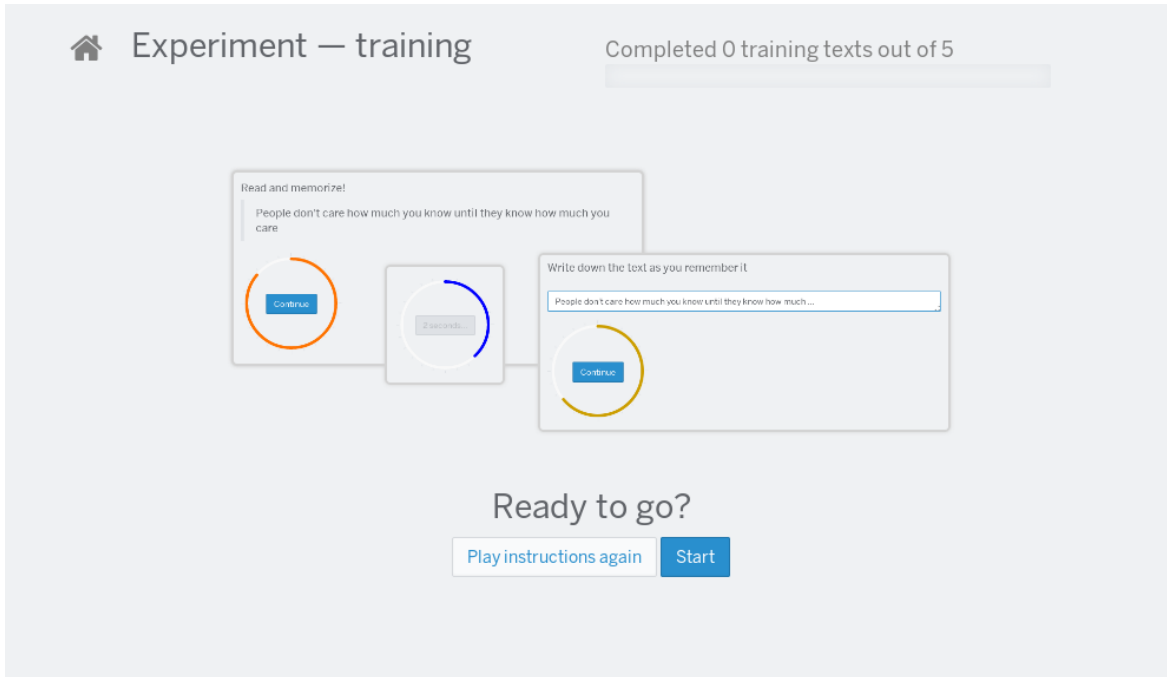 Experiment — training
Completed 0 training texts out of 5
Read and memorize!
People don't care how much you know until they know how much you
care
Continue
2 seconds...
Write down the text as you remember it
People don't care how much you know until they know how much ...
Continue
Ready to go?
Play instructions again
Start